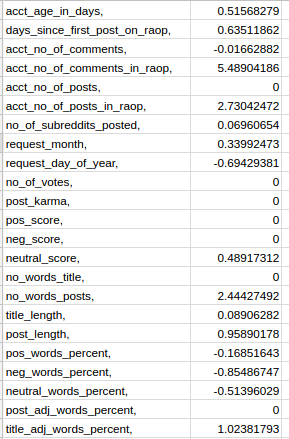 acct_age_in_days, 0.51568279
days_since_first_post_on_raop, 0.63511862
acct_no_of_comments, -0.01662882
acct_no_of_comments_in_raop, 5.48904186
acct_no_of_posts, 0
acct_no_of_posts_in_raop, 2.73042472
no_of_subreddits_posted, 0.06960654
request_month, 0.33992473
request_day_of_year, -0.69429381
no_of_votes, 0
post_karma, 0
pos_score, 0
neg_score, 0
neutral_score, 0.48917312
no_words_title, 0
no_words_posts, 2.44427492
title_length, 0.08906282
post_length, 0.95890178
pos_words_percent, -0.16851643
neg_words_percent, -0.85486747
neutral_words_percent, -0.51396029
post_adj_words_percent, 0
title_adj_words_percent, 1.02381793